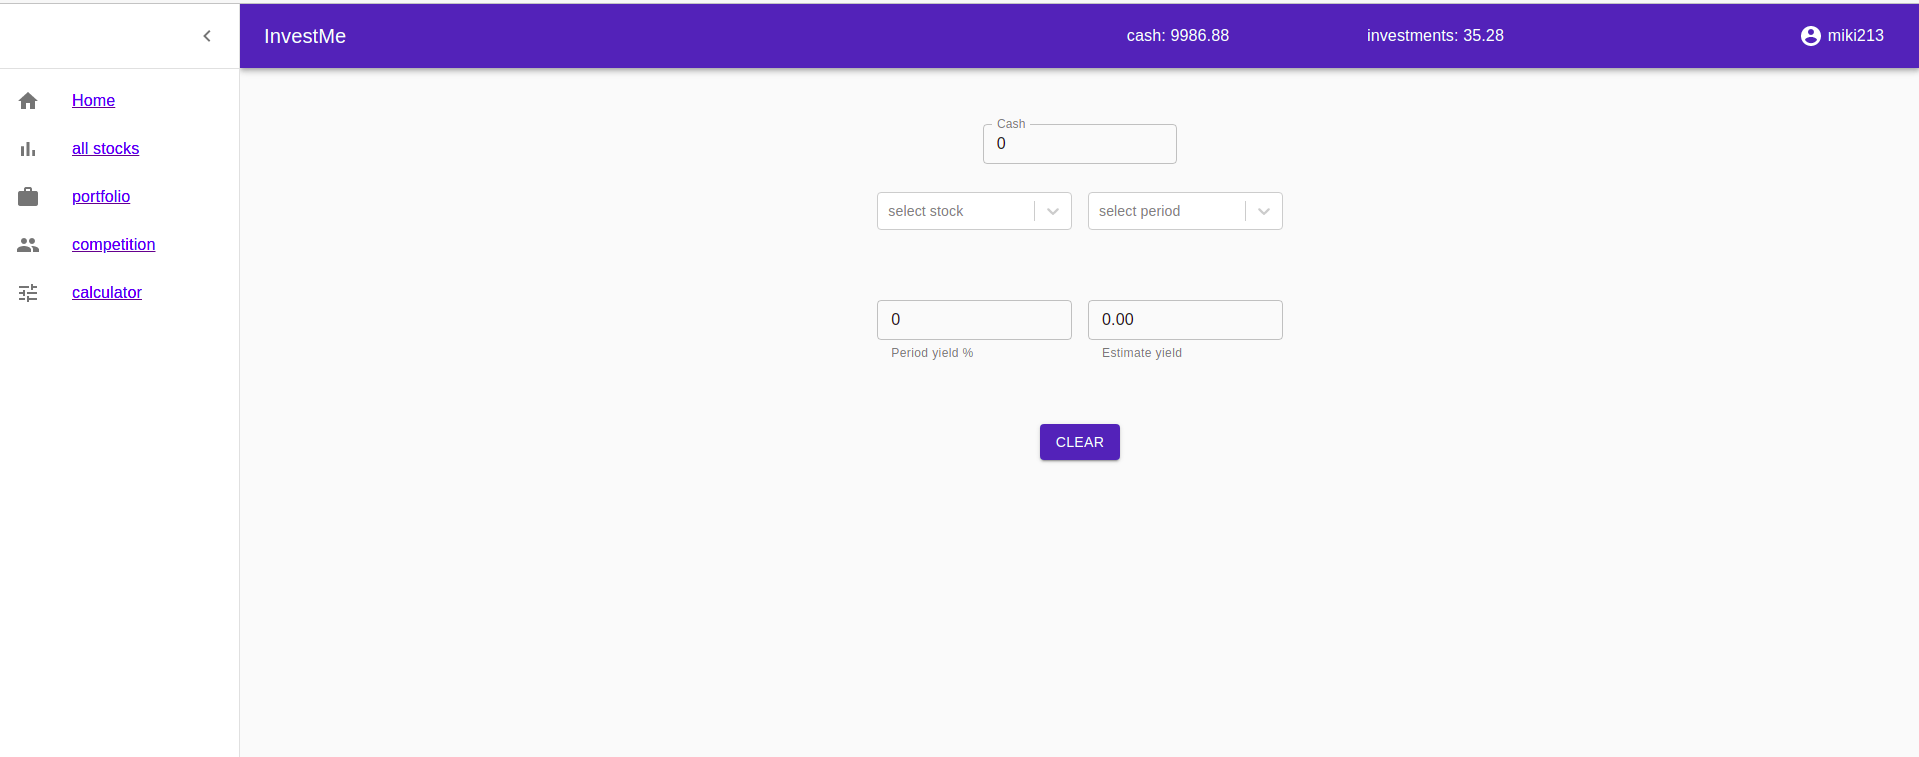 InvestMe
cash: 9986.88
investments: 35.28
miki213
Home
all stocks
portfolio
competition
calculator
Cash
0
select stock
select period
0
0.00
Period yield %
Estimate yield
CLEAR